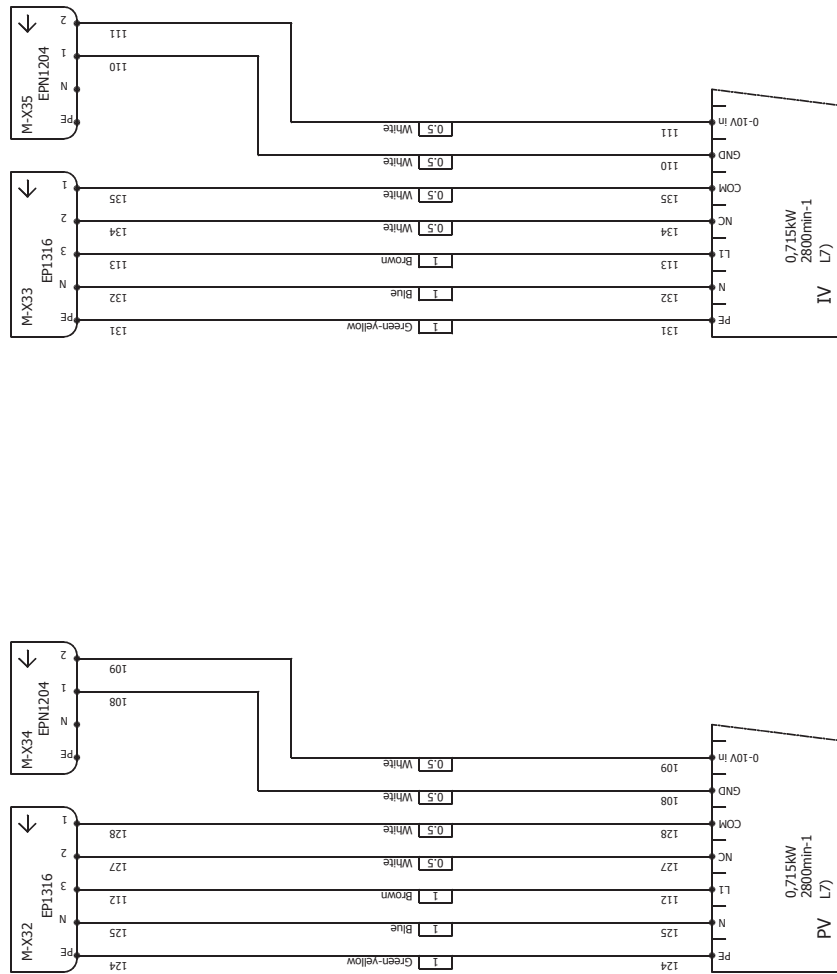 M-X35
EPN1204
2
1
N
PE
111
110
White 0.5
White 0.5
111
110
0-10V in
GND
M-X33
EP1316
1
2
3
N
PE
135
134
113
132
131
White 0.5
White 0.5
Brown 1
Blue 1
Green-yellow 1
135
134
113
132
131
COM
NC
L1
N
PE
0,715kW
2800min-1
L7)
IV
M-X34
EPN1204
2
1
N
PE
109
108
White 0.5
White 0.5
109
108
0-10V in
GND
M-X32
EP1316
1
2
3
N
PE
128
127
112
125
124
White 0.5
White 0.5
Brown 1
Blue 1
Green-yellow 1
128
127
112
125
124
COM
NC
L1
N
PE
0,715kW
2800min-1
L7)
PV